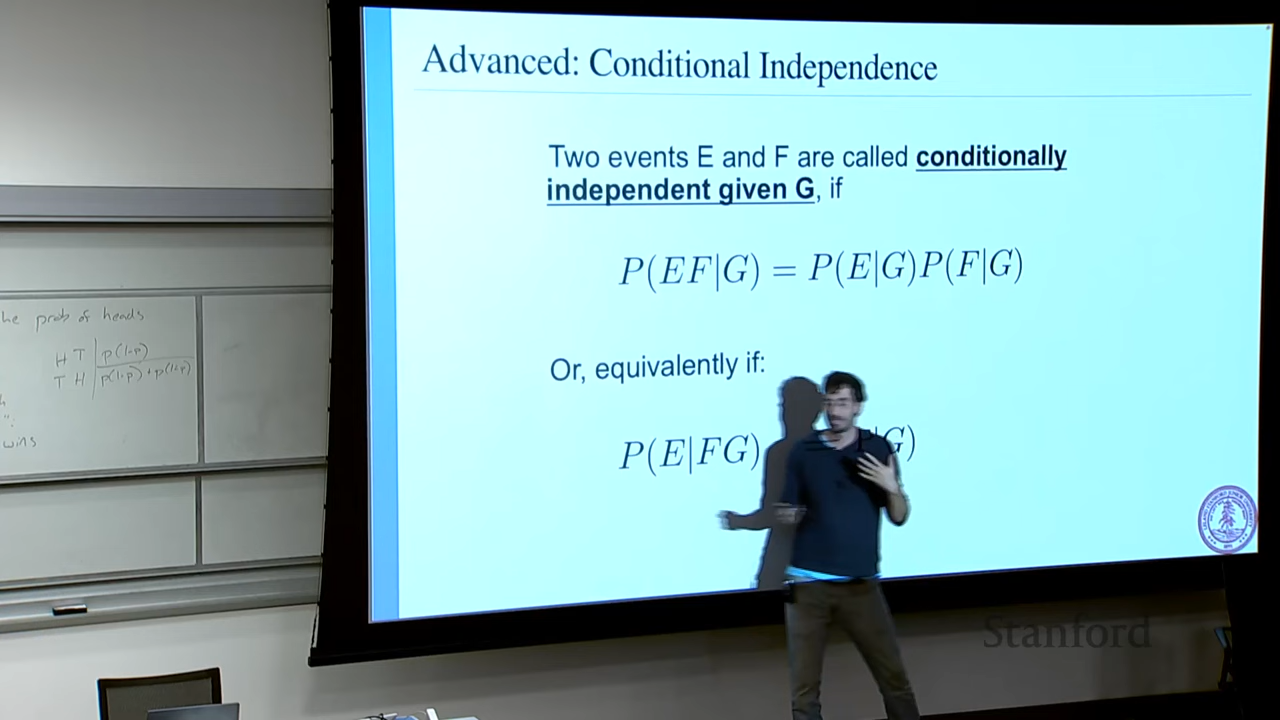 Advanced: Conditional Independence
Two events E and F are called conditionally
independent given G, if
P(EF|G) = P(E|G)P(F|G)
Or, equivalently if:
P(E|FG) |G)
he prob of heads
H T p(1-p)
T H p(1-p) + p(1-p)
wins
Stanford